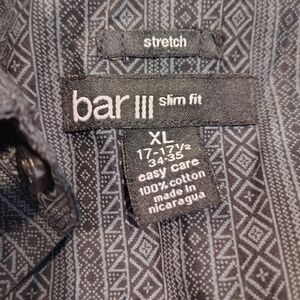 stretch
bar III slim fit
XL
17-17½
34-35
easy care
100% cotton
made in
nicaragua